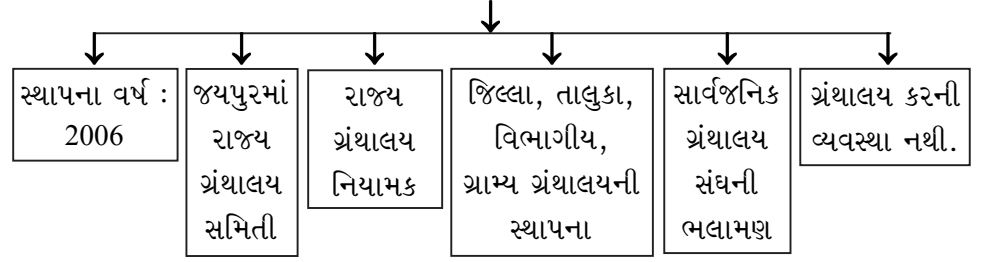 સ્થાપના વર્ષ :
2006
જયપુરમાં
રાજ્ય
ગ્રંથાલય
સમિતી
રાજ્ય
ગ્રંથાલય
નિયામક
જિલ્લા, તાલુકા,
વિભાગીય,
ગ્રામ્ય ગ્રંથાલયની
સ્થાપના
સાર્વજનિક
ગ્રંથાલય
સંઘની
ભલામણ
ગ્રંથાલય કરની
વ્યવસ્થા નથી.